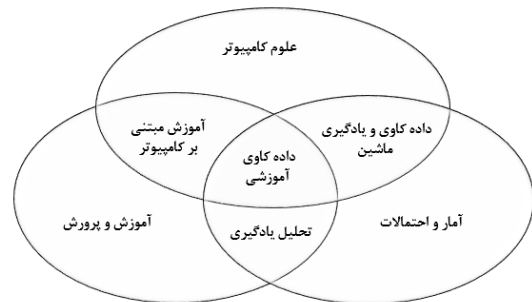 علوم کامپیوتر
داده کاوی و یادگیری
ماشین
آموزش مبتنی
بر کامپیوتر
داده کاوی
آموزشی
آمار و احتمالات
آموزش و پرورش
تحلیل یادگیری